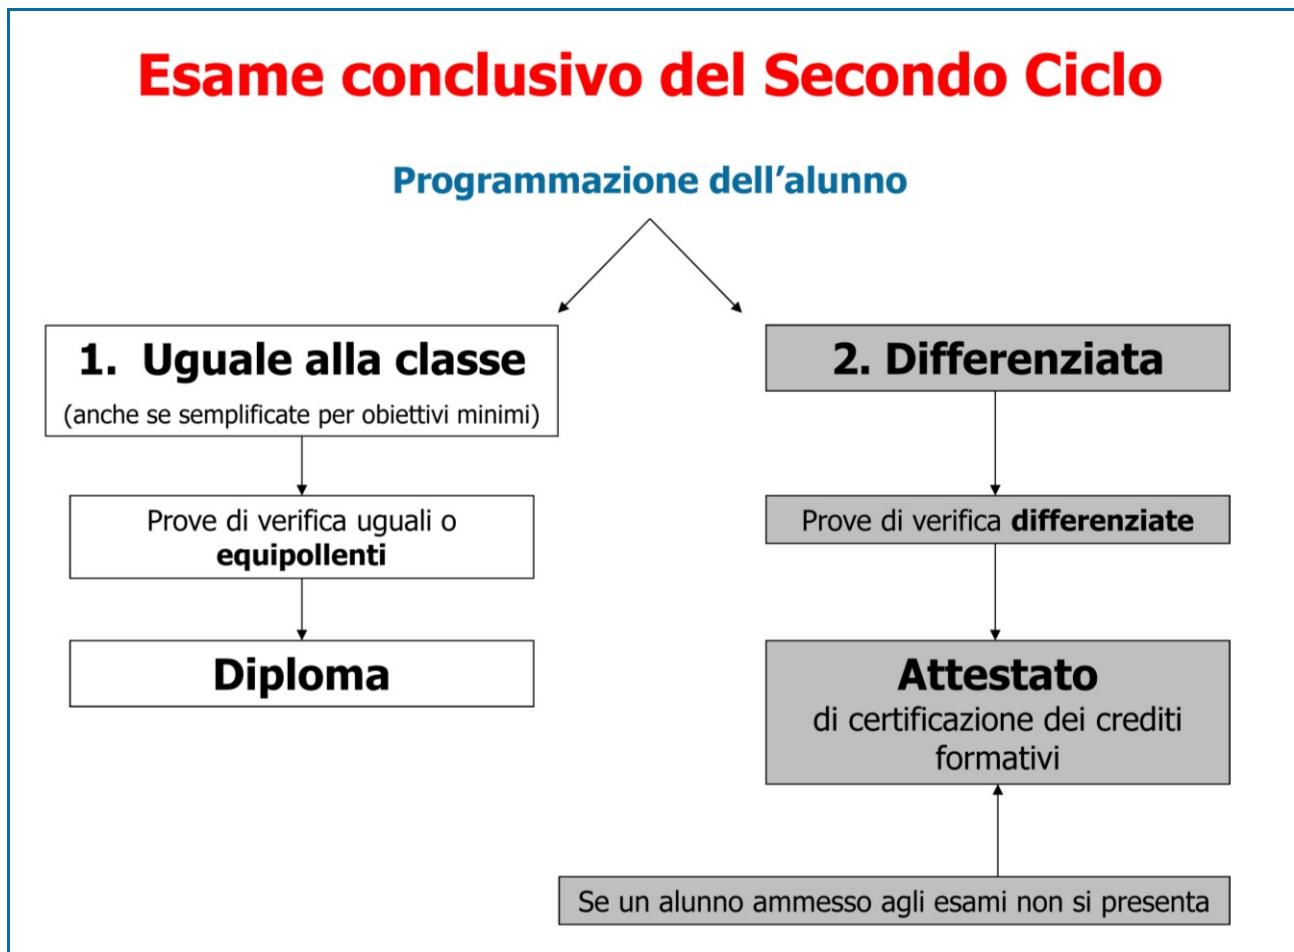 Esame conclusivo del Secondo Ciclo
Programmazione dell’alunno
1. Uguale alla classe
(anche se semplificate per obiettivi minimi)
Prove di verifica uguali o
equipollenti
Diploma
2. Differenziata
Prove di verifica differenziate
Attestato
di certificazione dei crediti
formativi
Se un alunno ammesso agli esami non si presenta